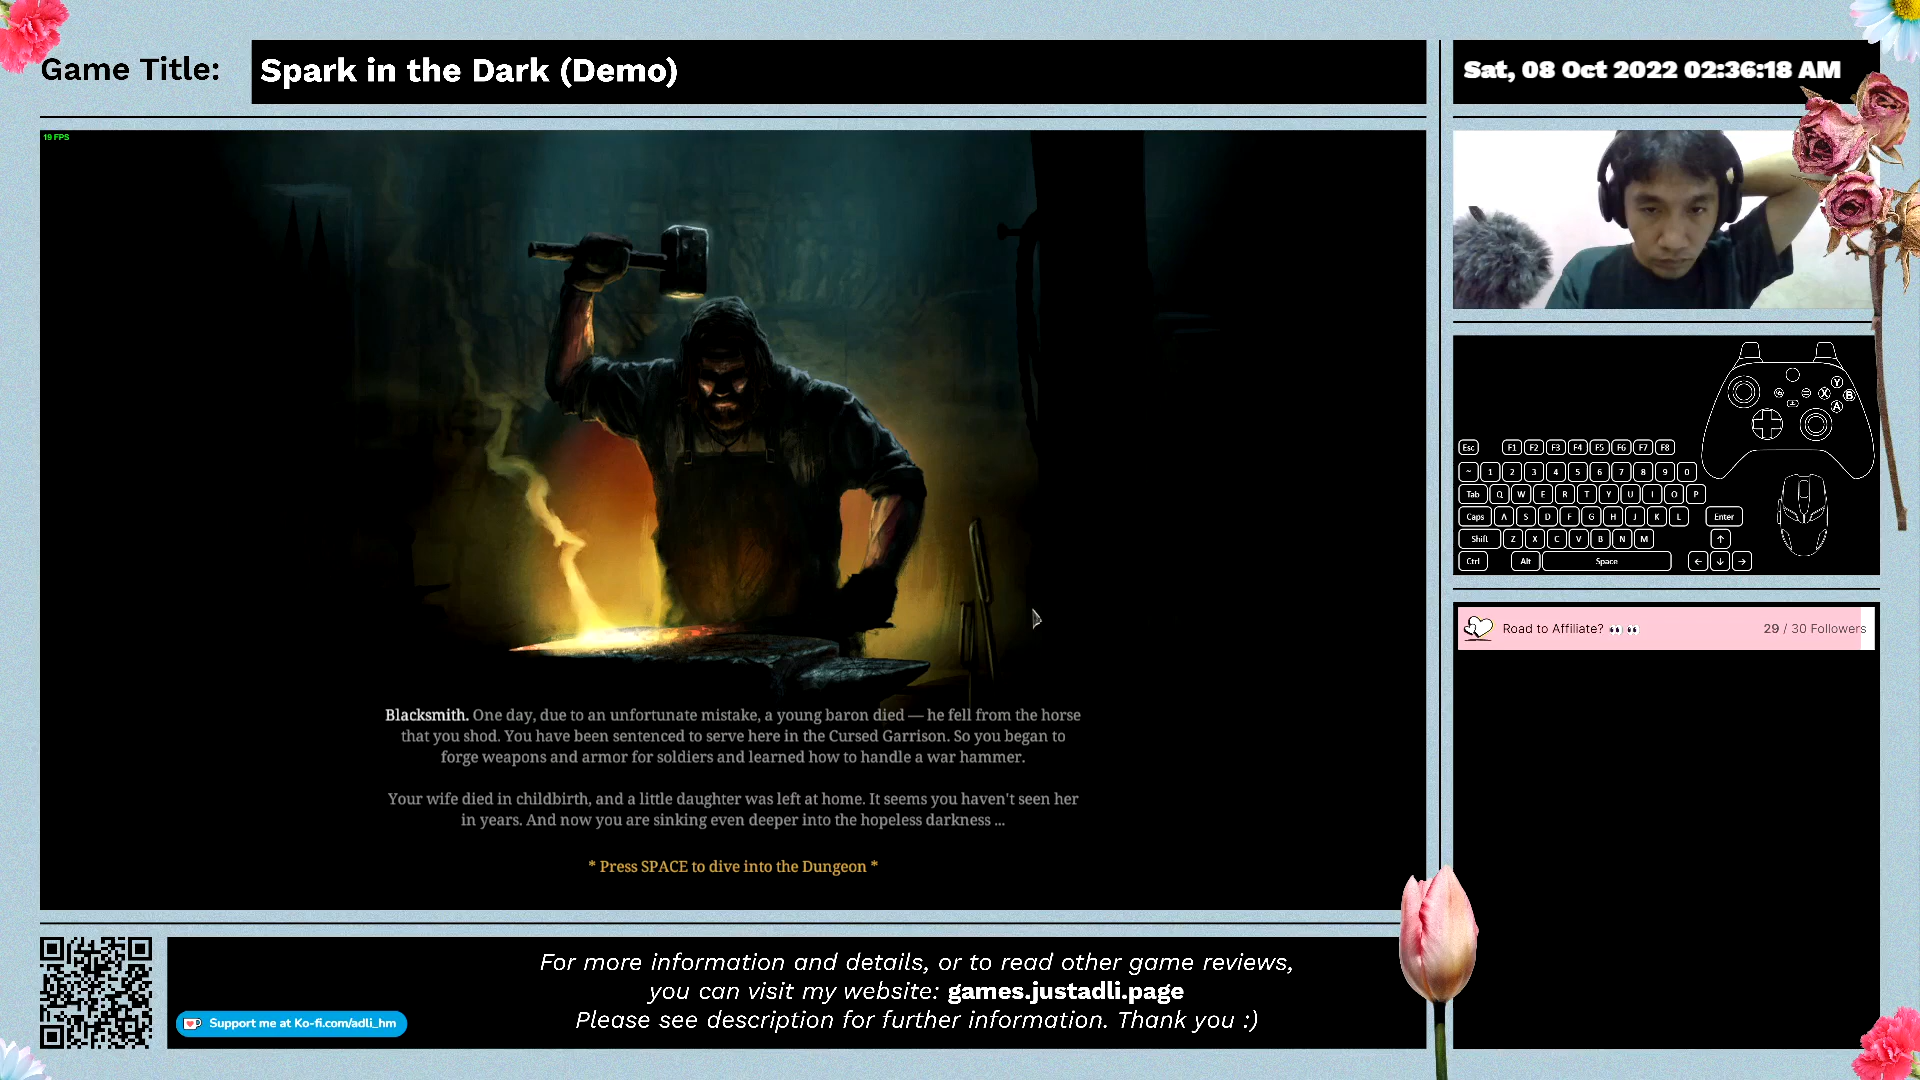 Game Title:
Spark in the Dark (Demo)
Sat, 08 Oct 2022 02:36:18 AM
19 FPS
Blacksmith. One day, due to an unfortunate mistake, a young baron died — he fell from the horse
that you shod. You have been sentenced to serve here in the Cursed Garrison. So you began to
forge weapons and armor for soldiers and learned how to handle a war hammer.
Your wife died in childbirth, and a little daughter was left at home. It seems you haven't seen her
in years. And now you are sinking even deeper into the hopeless darkness ...
* Press SPACE to dive into the Dungeon *
Y
X B
A
Esc F1 F2 F3 F4 F5 F6 F7 F8
~ 1 2 3 4 5 6 7 8 9 0
Tab Q W E R T Y U I O P
Caps A S D F G H J K L Enter
Shift Z X C V B N M ↑
Ctrl Alt Space ← ↓ →
Road to Affiliate? 👀 👀 29 / 30 Followers
For more information and details, or to read other game reviews,
you can visit my website: games.justadli.page
Please see description for further information. Thank you :)
Support me at Ko-fi.com/adli_hm